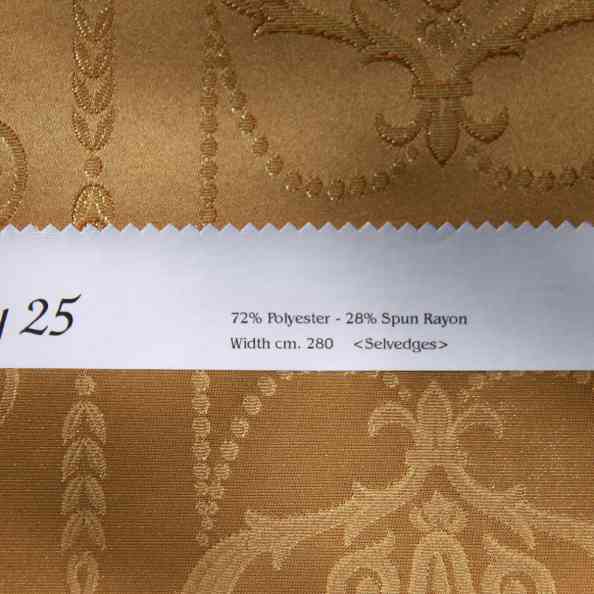 25
72% Polyester - 28% Spun Rayon
Width cm. 280 <Selvedges>